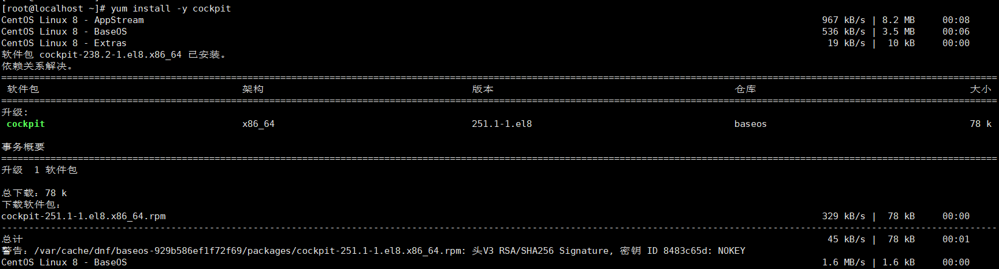 [root@localhost ~]# yum install -y cockpit
CentOS Linux 8 - AppStream 967 kB/s | 8.2 MB 00:08
CentOS Linux 8 - BaseOS 536 kB/s | 3.5 MB 00:06
CentOS Linux 8 - Extras 19 kB/s | 10 kB 00:00
软件包 cockpit-238.2-1.el8.x86_64 已安装。
依赖关系解决。
软件包 架构 版本 仓库 大小
升级:
cockpit x86_64 251.1-1.el8 baseos 78 k
事务概要
升级 1 软件包
总下载：78 k
下载软件包：
cockpit-251.1-1.el8.x86_64.rpm 329 kB/s | 78 kB 00:00
总计 45 kB/s | 78 kB 00:01
警告：/var/cache/dnf/baseos-929b586ef1f72f69/packages/cockpit-251.1-1.el8.x86_64.rpm: 头V3 RSA/SHA256 Signature, 密钥 ID 8483c65d: NOKEY
CentOS Linux 8 - BaseOS 1.6 MB/s | 1.6 kB 00:00